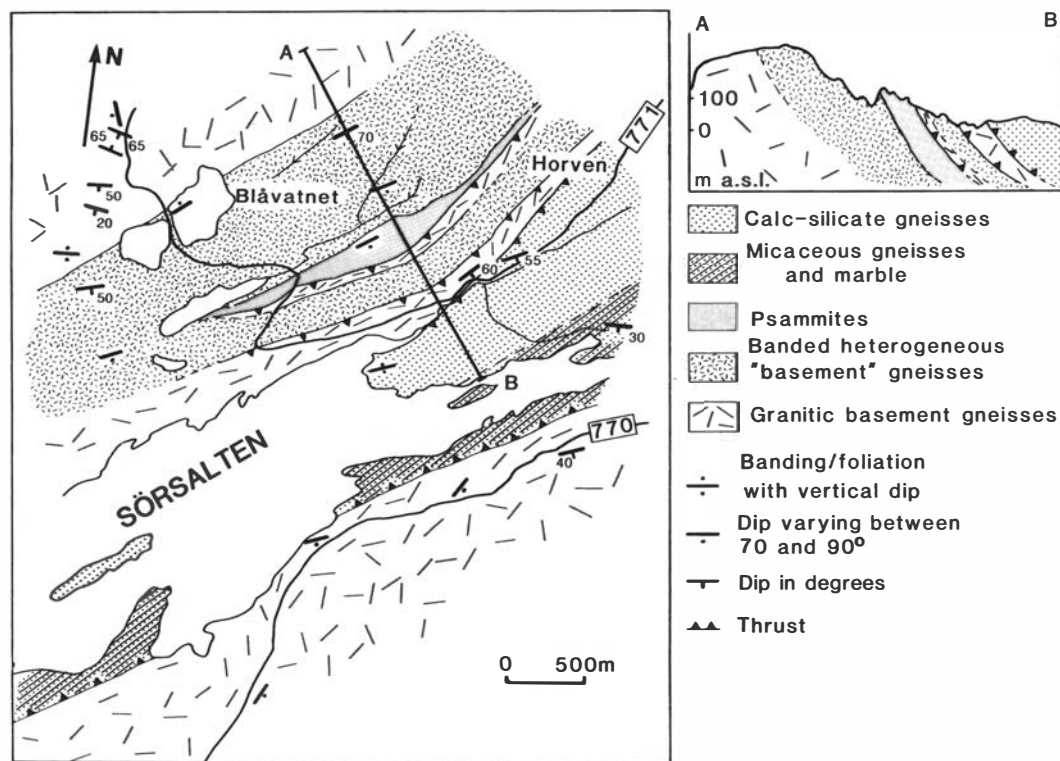 N
A
70
65
65
50
20
Blåvatnet
50
Horven
771
60
55
30
B
770
40
SÖRSALTEN
0 500m
A B
100
0
m a.s.l.
Calc-silicate gneisses
Micaceous gneisses
and marble
Psammites
Banded heterogeneous
"basement" gneisses
Granitic basement gneisses
Banding/foliation
with vertical dip
Dip varying between
70 and 90º
Dip in degrees
Thrust